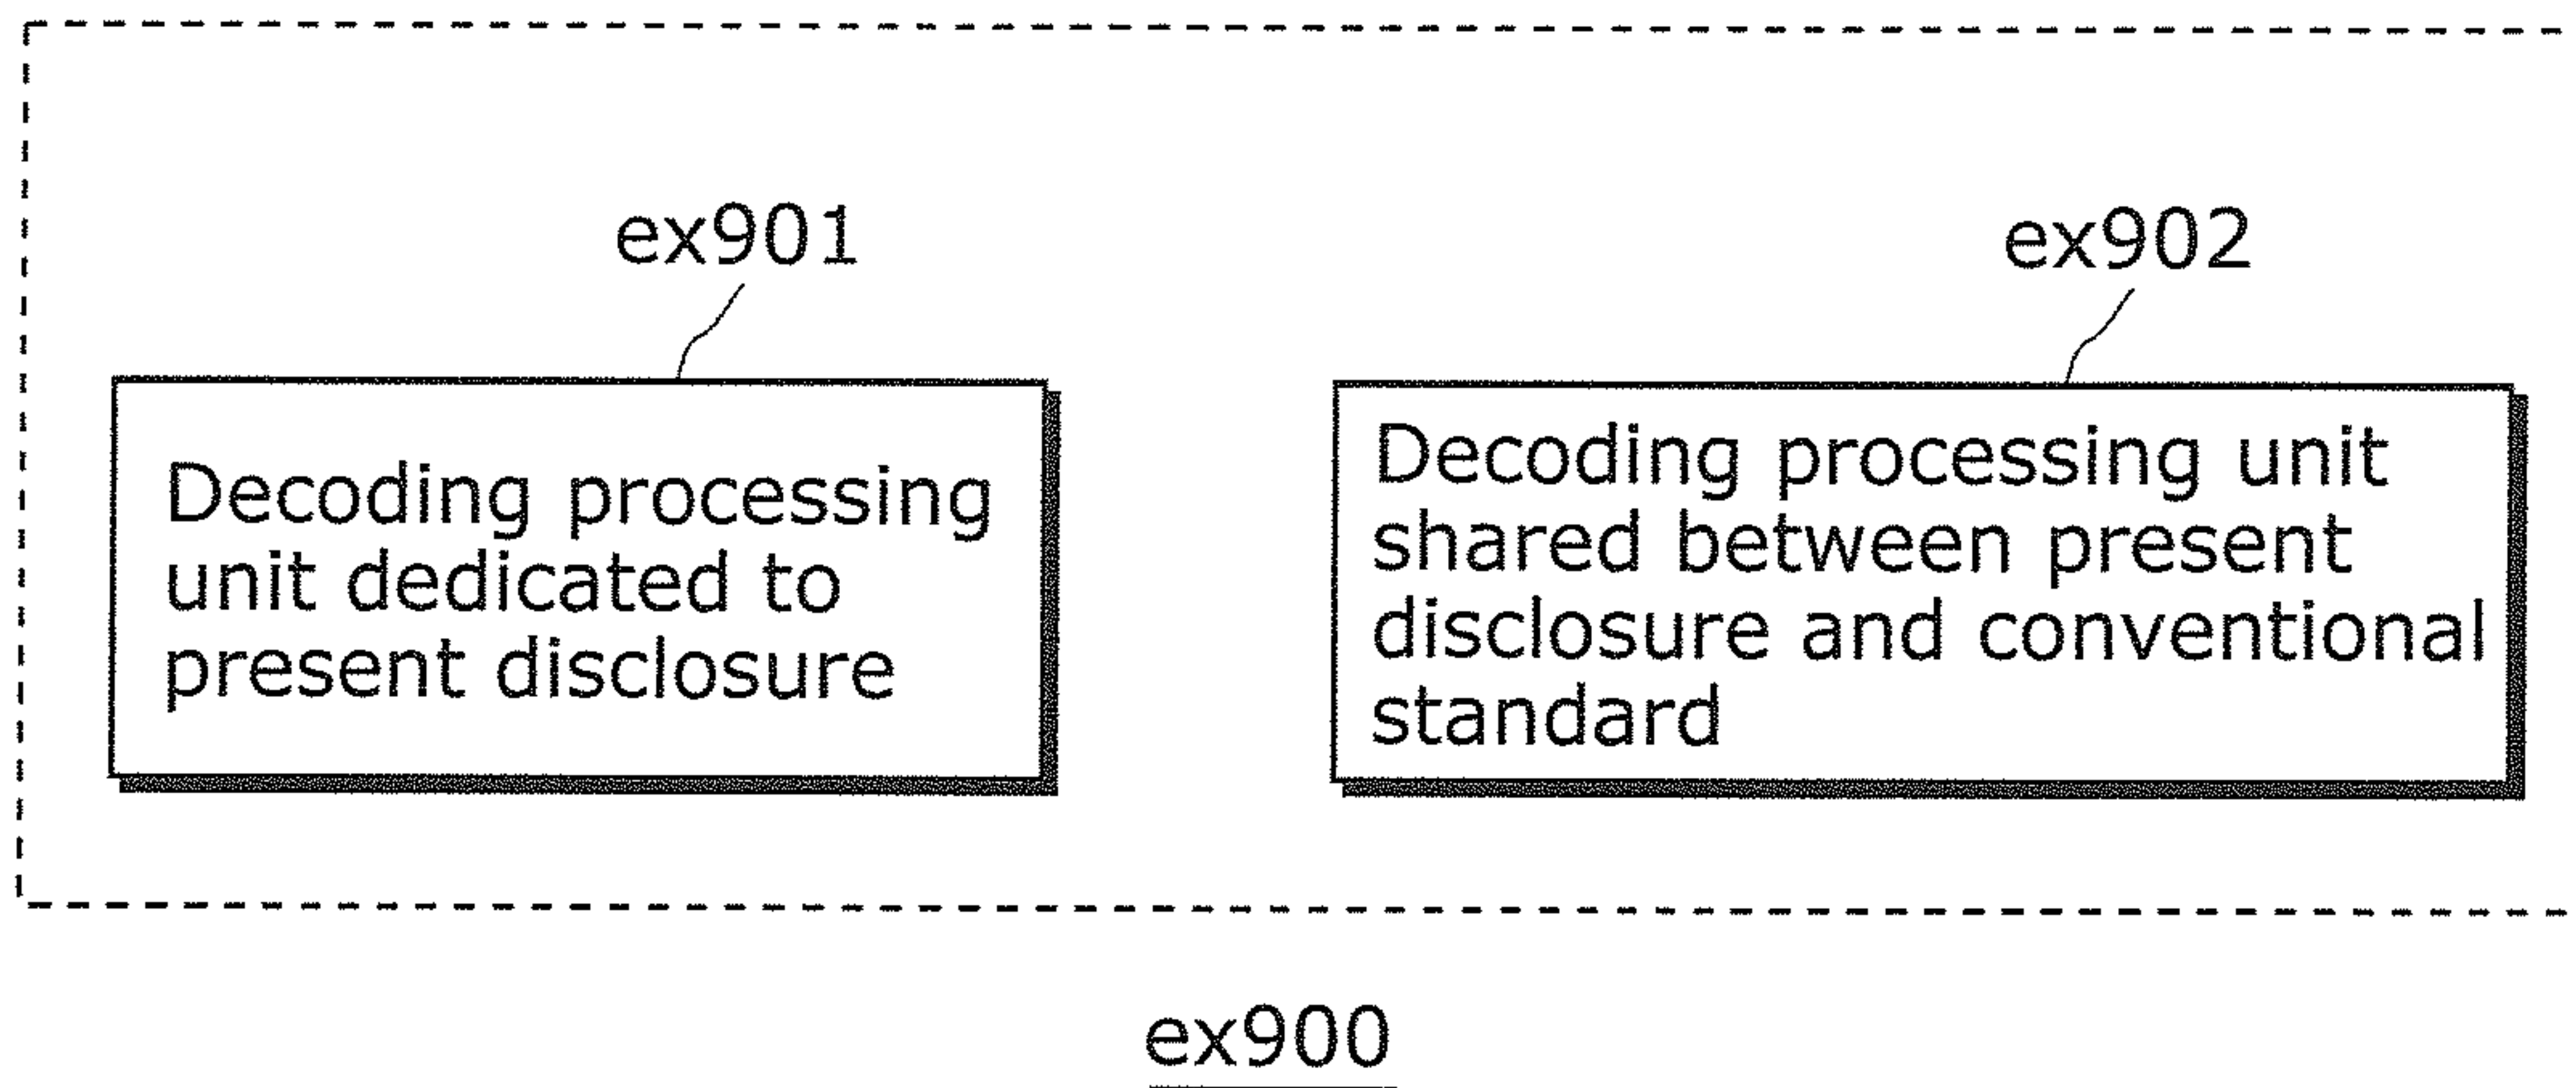 ex901
Decoding processing
unit dedicated to
present disclosure
ex902
Decoding processing unit
shared between present
disclosure and conventional
standard
ex900